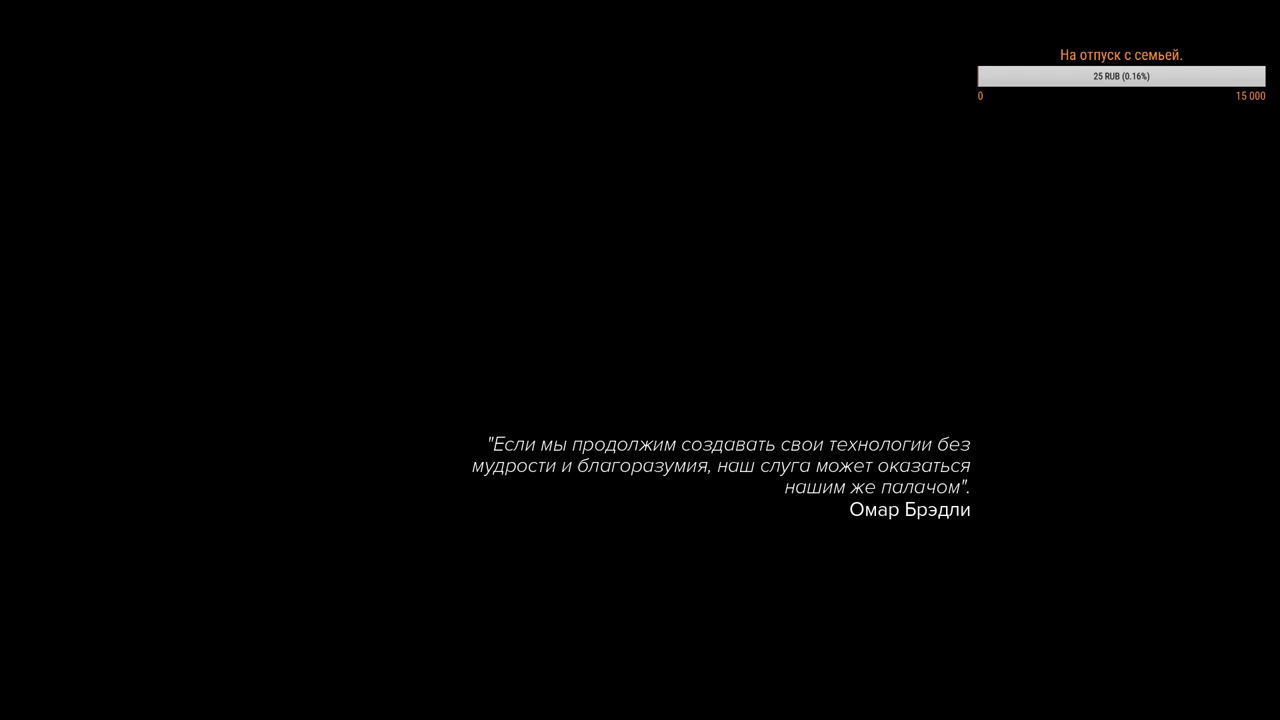 На отпуск с семьей.
25 RUB (0.16%)
0 15 000
"Если мы продолжим создавать свои технологии без
мудрости и благоразумия, наш слуга может оказаться
нашим же палачом".
Омар Брэдли